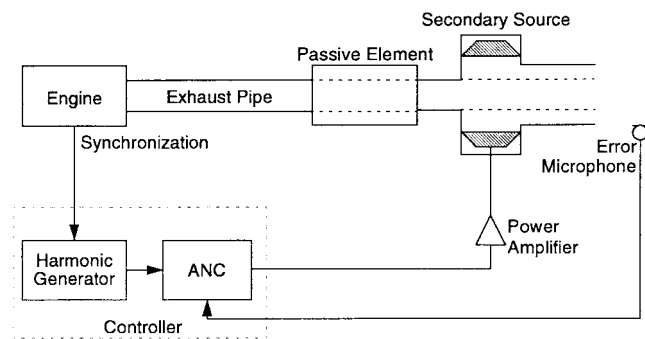 Secondary Source
Passive Element
Engine
Exhaust Pipe
Synchronization
Error
Microphone
Power
Amplifier
Harmonic
Generator
ANC
Controller